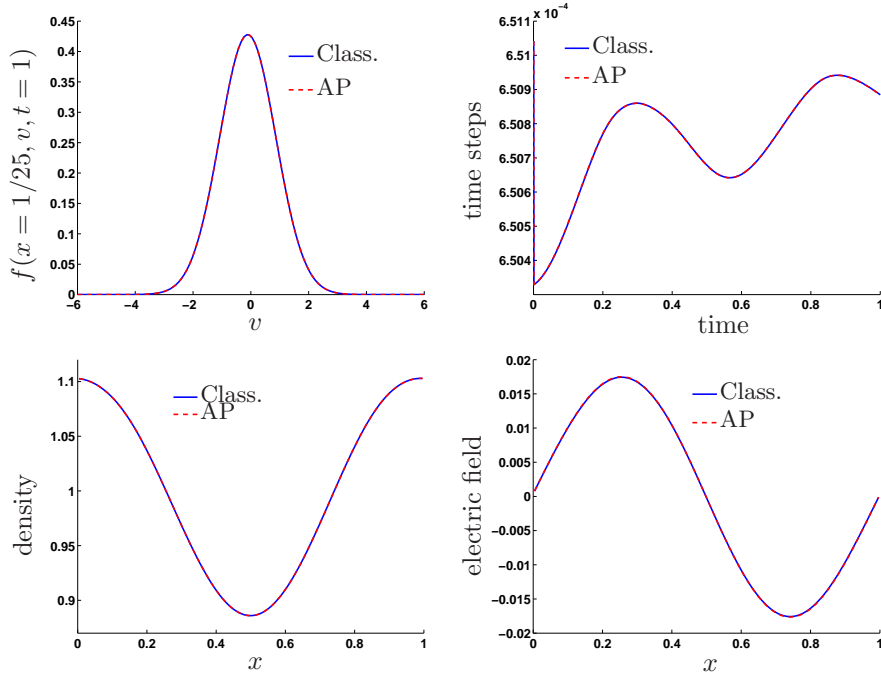 0.45
0.4
0.35
0.3
0.25
0.2
0.15
0.1
0.05
0
−6 −4 −2 0 2 4 6
v
f(x = 1/25, v, t = 1)
Class.
AP
x 10⁻⁴
6.511
6.51
6.509
6.508
6.507
6.506
6.505
6.504
0 0.2 0.4 0.6 0.8 1
time
time steps
Class.
AP
1.1
1.05
1
0.95
0.9
0 0.2 0.4 0.6 0.8 1
x
density
Class.
AP
0.02
0.015
0.01
0.005
0
−0.005
−0.01
−0.015
−0.02
0 0.2 0.4 0.6 0.8 1
x
electric field
Class.
AP